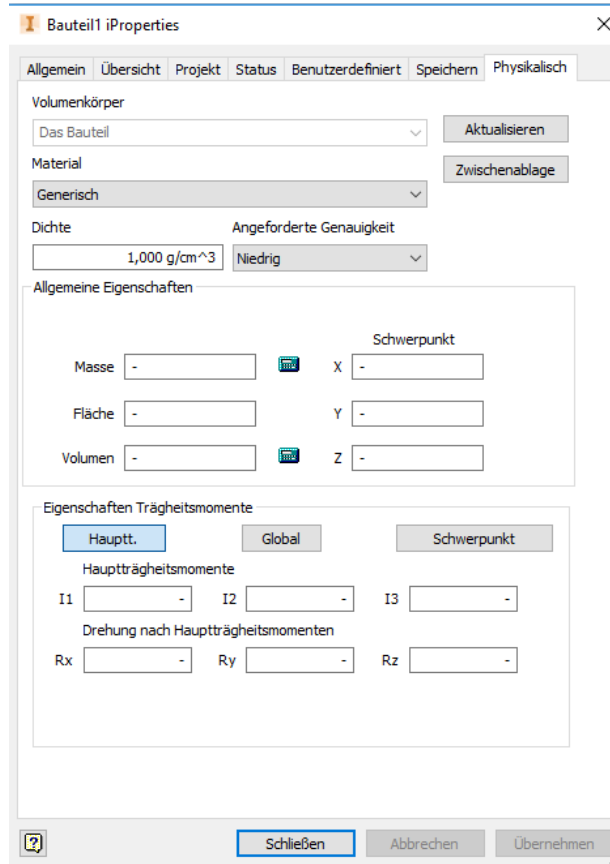 Bauteil1 iProperties
Allgemein Übersicht Projekt Status Benutzerdefiniert Speichern Physikalisch
Volumenkörper
Das Bauteil
Aktualisieren
Material
Zwischenablage
Generisch
Dichte Angeforderte Genauigkeit
1,000 g/cm^3 Niedrig
Allgemeine Eigenschaften
Schwerpunkt
Masse - X -
Fläche - Y -
Volumen - Z -
Eigenschaften Trägheitsmomente
Hauptt. Global Schwerpunkt
Hauptträgheitsmomente
I1 - I2 - I3 -
Drehung nach Hauptträgheitsmomenten
Rx - Ry - Rz -
? Schließen Abbrechen Übernehmen